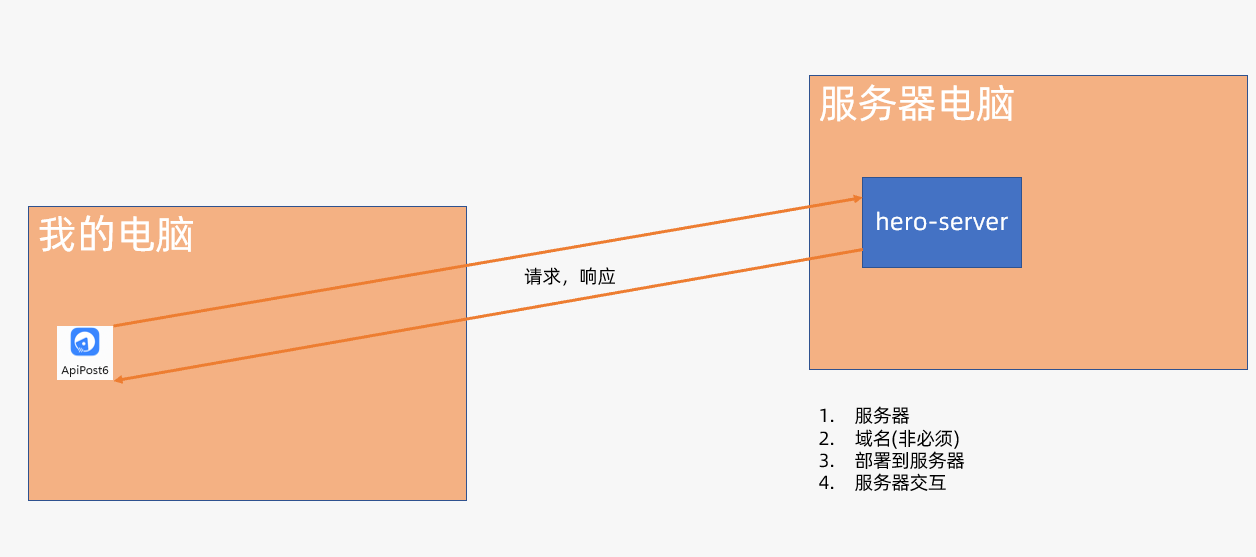 服务器电脑
hero-server
我的电脑
请求，响应
ApiPost6
1. 服务器
2. 域名(非必须)
3. 部署到服务器
4. 服务器交互